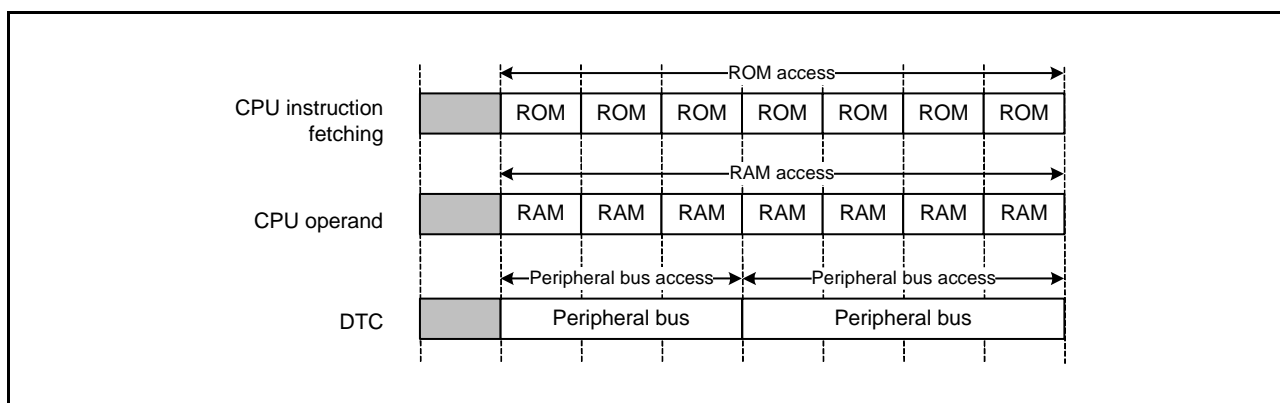 ROM access
CPU instruction
fetching
ROM ROM ROM ROM ROM ROM ROM
RAM access
CPU operand
RAM RAM RAM RAM RAM RAM RAM
Peripheral bus access Peripheral bus access
DTC
Peripheral bus Peripheral bus